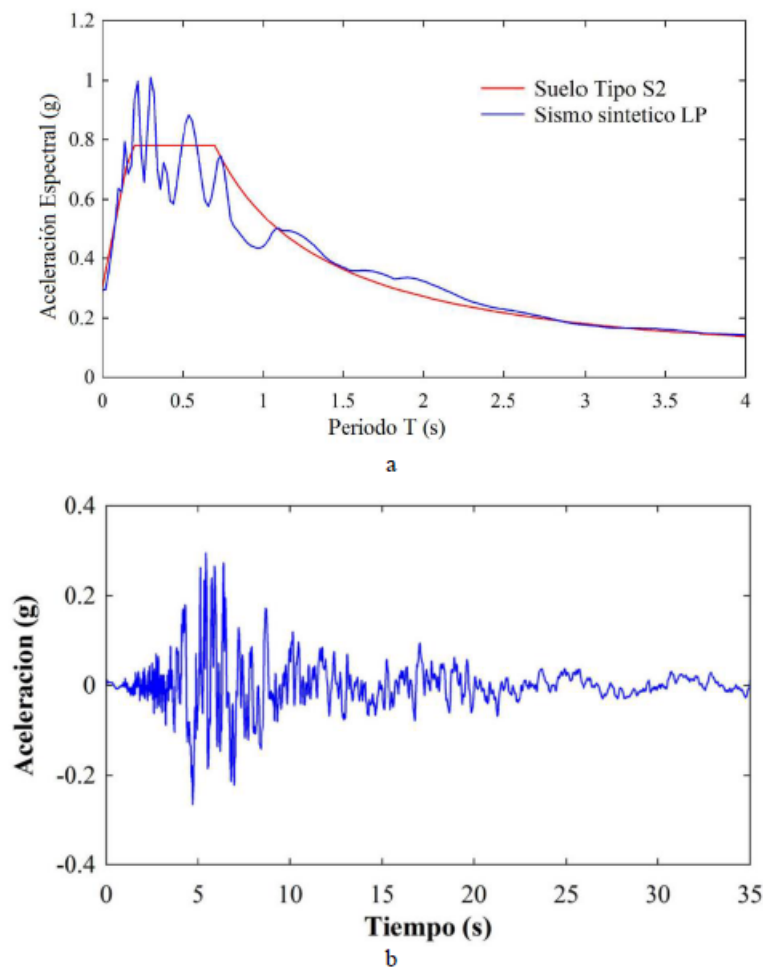 1.2
1
0.8
0.6
0.4
0.2
0
Aceleración Espectral (g)
Suelo Tipo S2
Sismo sintetico LP
0 0.5 1 1.5 2 2.5 3 3.5 4
Periodo T (s)
a
0.4
0.2
0
-0.2
-0.4
Aceleracion (g)
0 5 10 15 20 25 30 35
Tiempo (s)
b